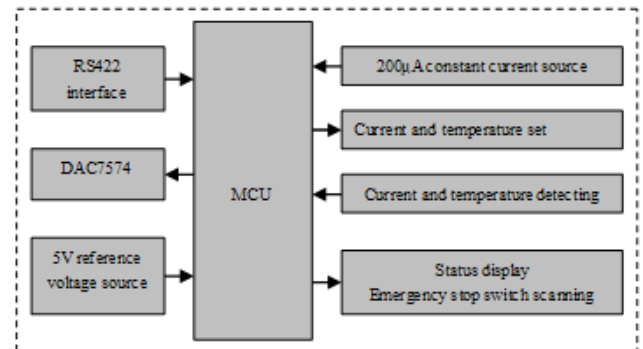 RS422
interface
DAC7574
5V reference
voltage source
MCU
200μA constant current source
Current and temperature set
Current and temperature detecting
Status display
Emergency stop switch scanning